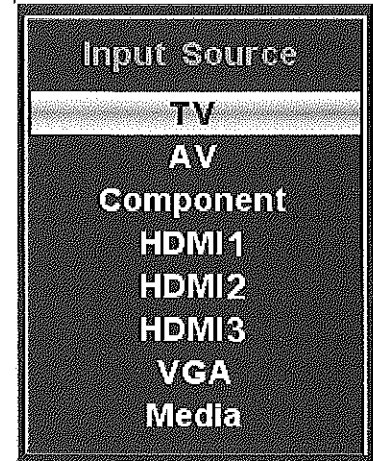 Input Source
TV
AV
Component
HDMI1
HDMI2
HDMI3
VGA
Media